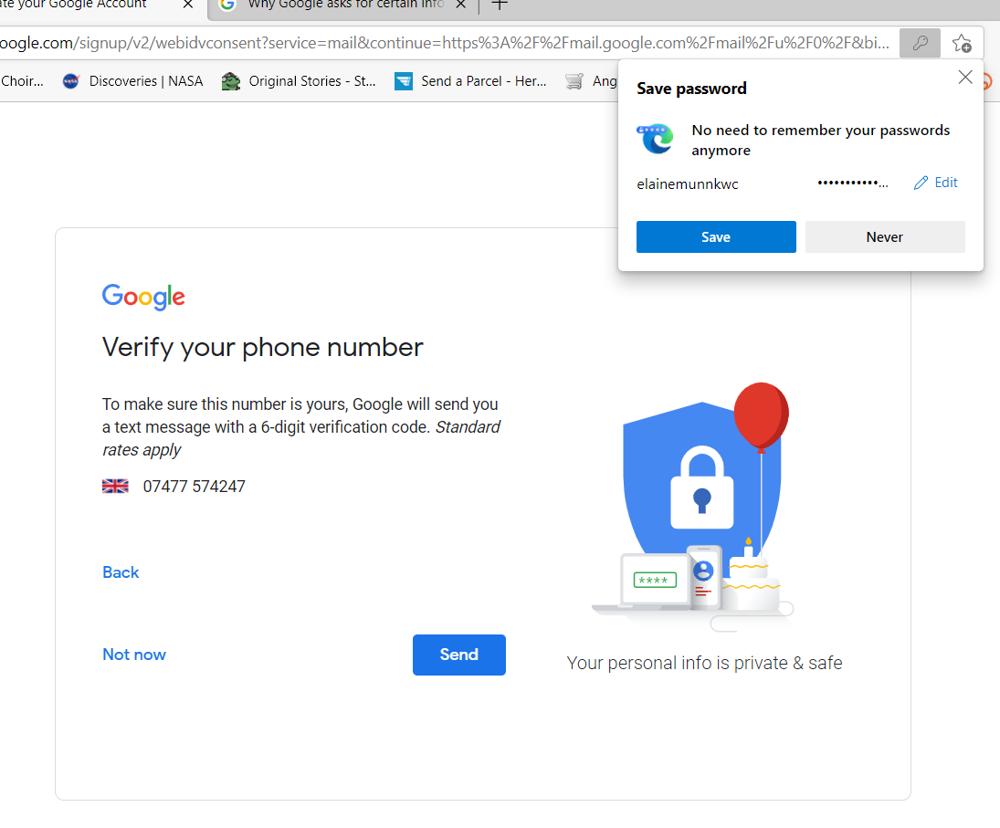 ate your Google Account
Why Google asks for certain info
oogle.com/signup/v2/webidvconsent?service=mail&continue=https%3A%2F%2Fmail.google.com%2Fmail%2Fu%2F0%2F&bi...
Choir...
Discoveries | NASA
Original Stories - St...
Send a Parcel - Her...
Ang
Save password
No need to remember your passwords
anymore
elainemunnkwc
•••••••••••...
Edit
Save
Never
Google
Verify your phone number
To make sure this number is yours, Google will send you
a text message with a 6-digit verification code. Standard
rates apply
07477 574247
Back
Not now
Send
****
Your personal info is private & safe